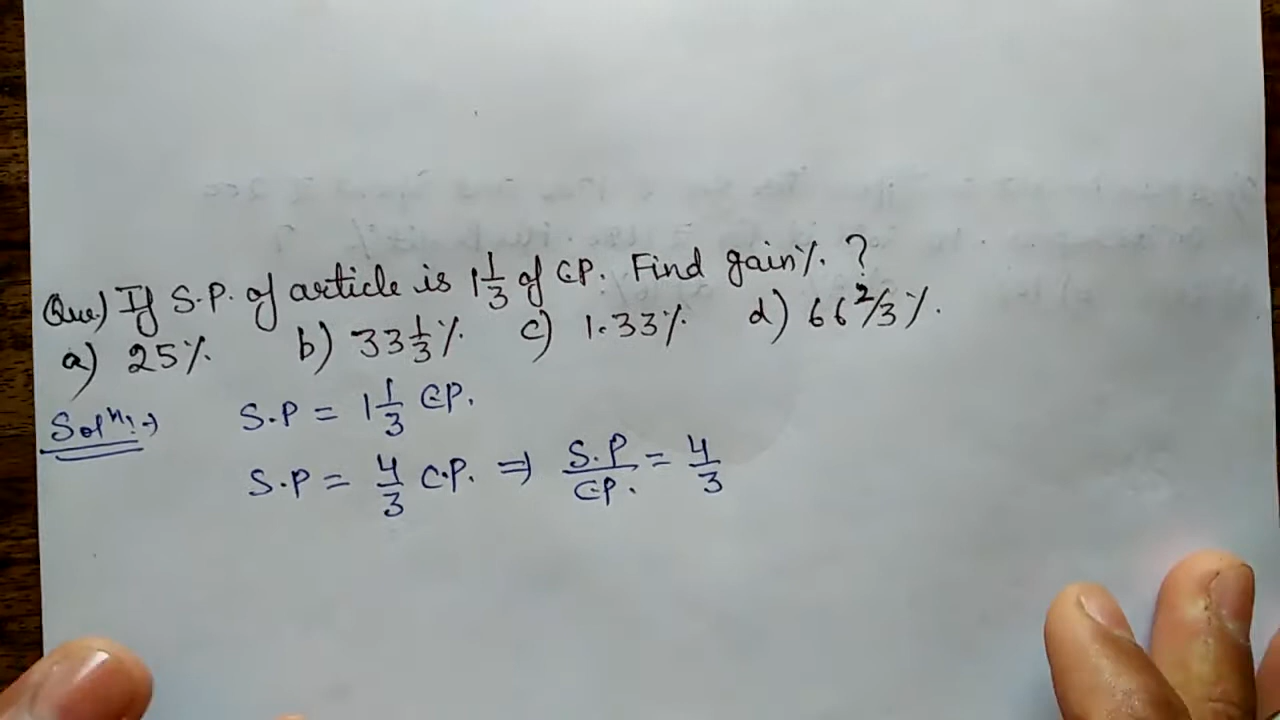 Que) If S.P. of article is 1 1/3 of C.P. Find gain%. ?
a) 25% b) 33 1/3 % c) 1.33% d) 66 2/3 %.
Solⁿ:→ S.P = 1 1/3 C.P.
S.P = 4/3 C.P. ⇒ S.P/C.P. = 4/3